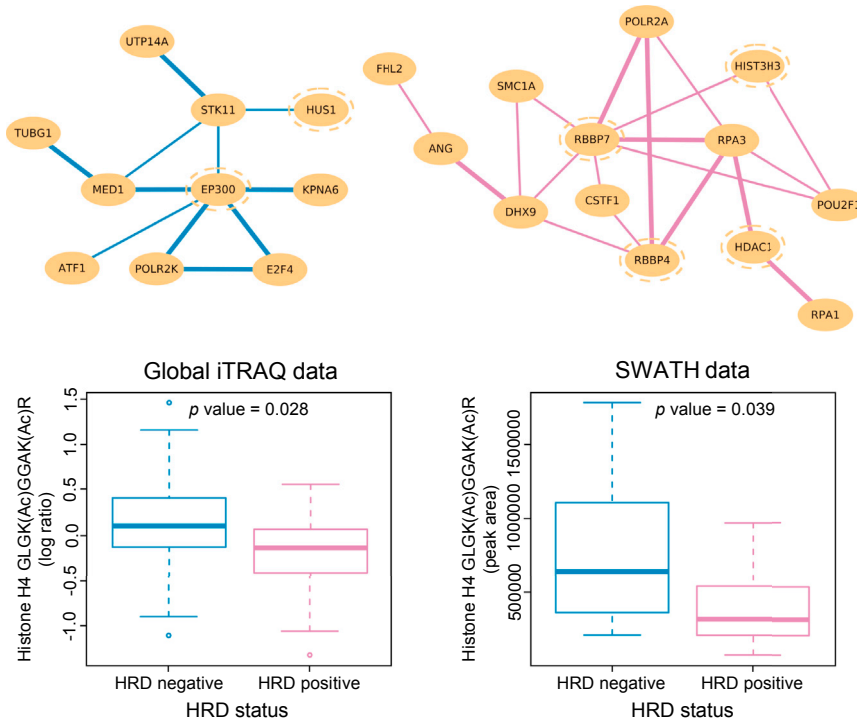 UTP14A
STK11
HUS1
TUBG1
MED1
EP300
KPNA6
ATF1
POLR2K
E2F4
POLR2A
FHL2
HIST3H3
SMC1A
ANG
RBBP7
RPA3
DHX9
CSTF1
POU2F1
RBBP4
HDAC1
RPA1
Global iTRAQ data
p value = 0.028
Histone H4 GLGK(Ac)GGAK(Ac)R
(log ratio)
1.5
1.0
0.5
0.0
-0.5
-1.0
HRD negative HRD positive
HRD status
SWATH data
p value = 0.039
Histone H4 GLGK(Ac)GGAK(Ac)R
(peak area)
1500000
1000000
500000
HRD negative HRD positive
HRD status